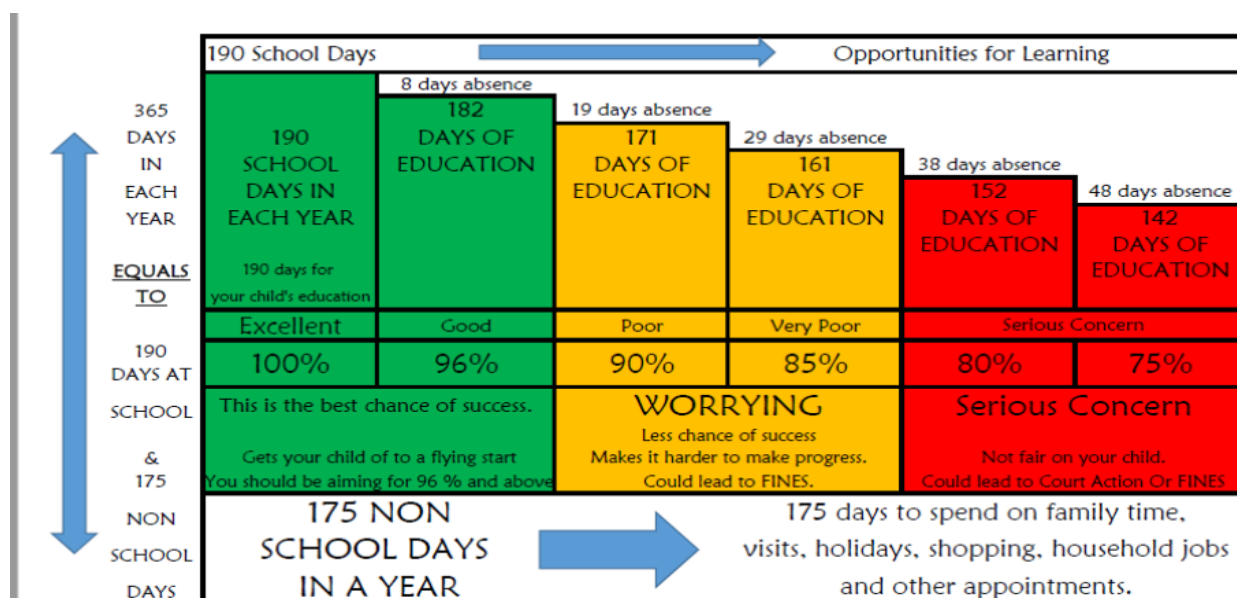 190 School Days
Opportunities for Learning
365
DAYS
IN
EACH
YEAR
EQUALS
TO
190
DAYS AT
SCHOOL
&
175
NON
SCHOOL
DAYS
190
SCHOOL
DAYS IN
EACH YEAR
190 days for
your child's education
8 days absence
182
DAYS OF
EDUCATION
19 days absence
171
DAYS OF
EDUCATION
29 days absence
161
DAYS OF
EDUCATION
38 days absence
152
DAYS OF
EDUCATION
48 days absence
142
DAYS OF
EDUCATION
Excellent
Good
Poor
Very Poor
Serious Concern
100%
96%
90%
85%
80%
75%
This is the best chance of success.
Gets your child of to a flying start
You should be aiming for 96 % and above
WORRYING
Less chance of success
Makes it harder to make progress.
Could lead to FINES.
Serious Concern
Not fair on your child.
Could lead to Court Action Or FINES
175 NON
SCHOOL DAYS
IN A YEAR
175 days to spend on family time,
visits, holidays, shopping, household jobs
and other appointments.